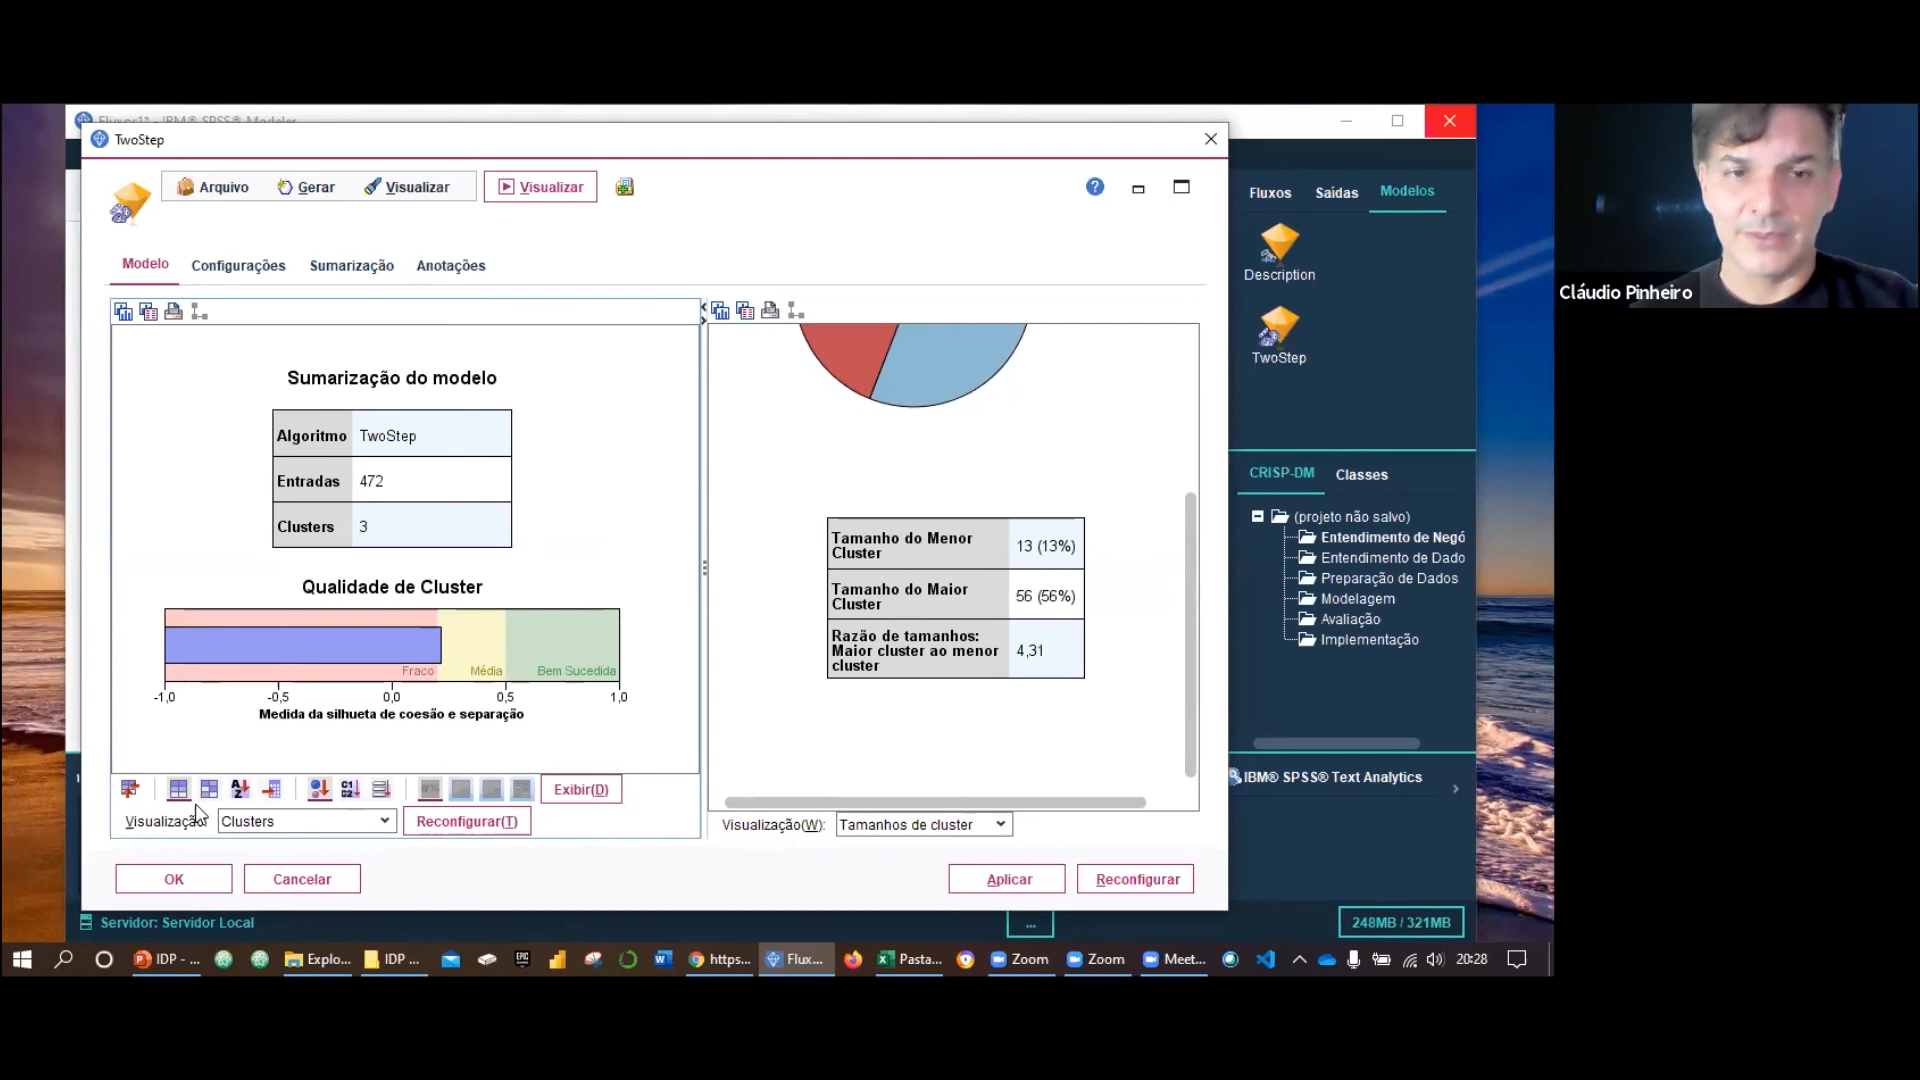 Fluxos1* - IBM® SPSS® Modeler
TwoStep
Arquivo
Gerar
Visualizar
Visualizar
Modelo
Configurações
Sumarização
Anotações
Sumarização do modelo
Algoritmo TwoStep
Entradas 472
Clusters 3
Qualidade de Cluster
Fraco Média Bem Sucedida
-1,0 -0,5 0,0 0,5 1,0
Medida da silhueta de coesão e separação
Exibir(D)
Visualização Clusters
Reconfigurar(T)
Tamanho do Menor
Cluster
13 (13%)
Tamanho do Maior
Cluster
56 (56%)
Razão de tamanhos:
Maior cluster ao menor
cluster
4,31
Visualização(W): Tamanhos de cluster
OK
Cancelar
Aplicar
Reconfigurar
Fluxos
Saídas
Modelos
Description
TwoStep
CRISP-DM
Classes
(projeto não salvo)
Entendimento de Negó
Entendimento de Dado
Preparação de Dados
Modelagem
Avaliação
Implementação
IBM® SPSS® Text Analytics
Servidor: Servidor Local
...
248MB / 321MB
Cláudio Pinheiro
IDP - ...
Explo...
IDP ...
EPIC
https...
Flux...
Pasta...
Zoom
Zoom
Meet...
20:28